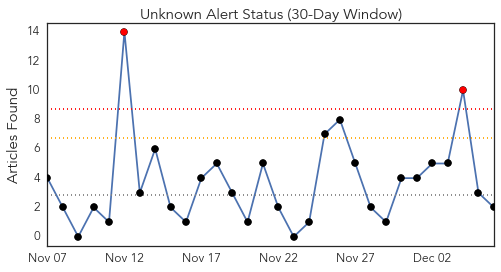 Unknown Alert Status (30-Day Window)
Articles Found
14
12
10
8
6
4
2
0
Nov 07 Nov 12 Nov 17 Nov 22 Nov 27 Dec 02